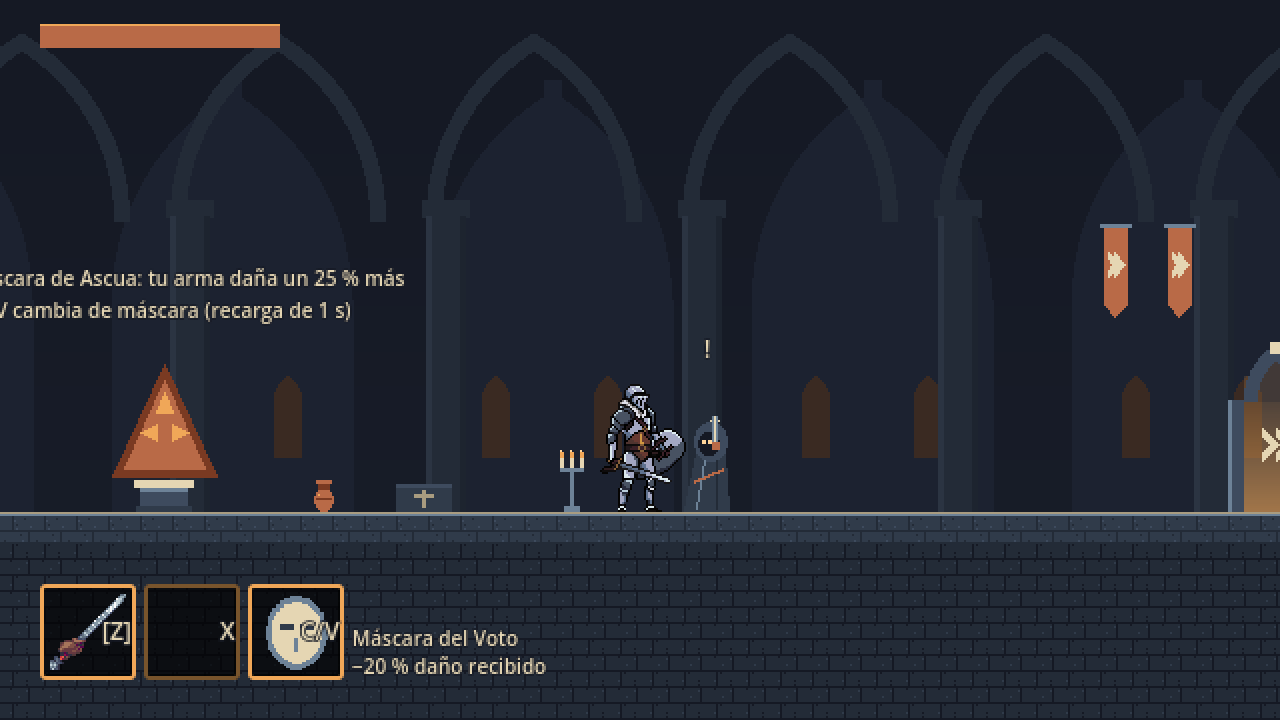 scara de Ascua: tu arma daña un 25 % más
V cambia de máscara (recarga de 1 s)
!
[Z]
X
C/V
Máscara del Voto
−20 % daño recibido